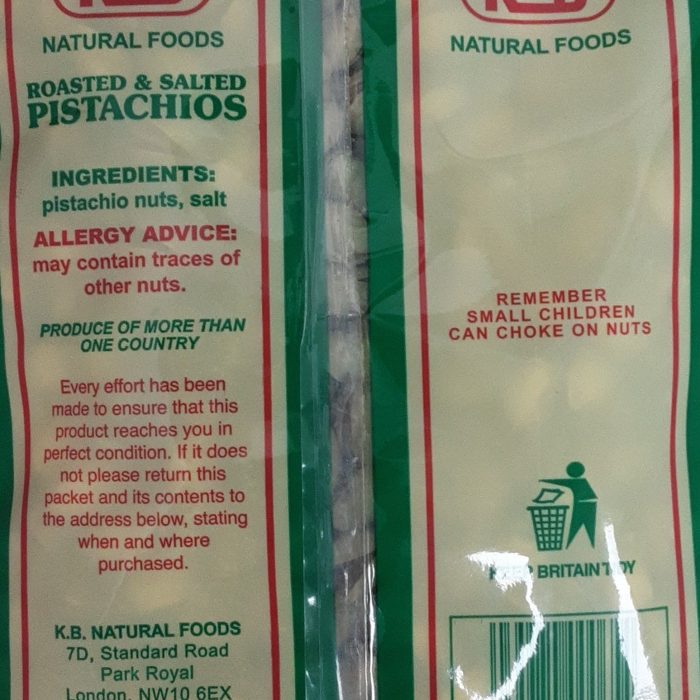 NATURAL FOODS
ROASTED & SALTED
PISTACHIOS
INGREDIENTS:
pistachio nuts, salt
ALLERGY ADVICE:
may contain traces of
other nuts.
PRODUCE OF MORE THAN
ONE COUNTRY
Every effort has been
made to ensure that this
product reaches you in
perfect condition. If it does
not please return this
packet and its contents to
the address below, stating
when and where
purchased.
K.B. NATURAL FOODS
7D, Standard Road
Park Royal
London, NW10 6EX
NATURAL FOODS
REMEMBER
SMALL CHILDREN
CAN CHOKE ON NUTS
KEEP BRITAIN TIDY